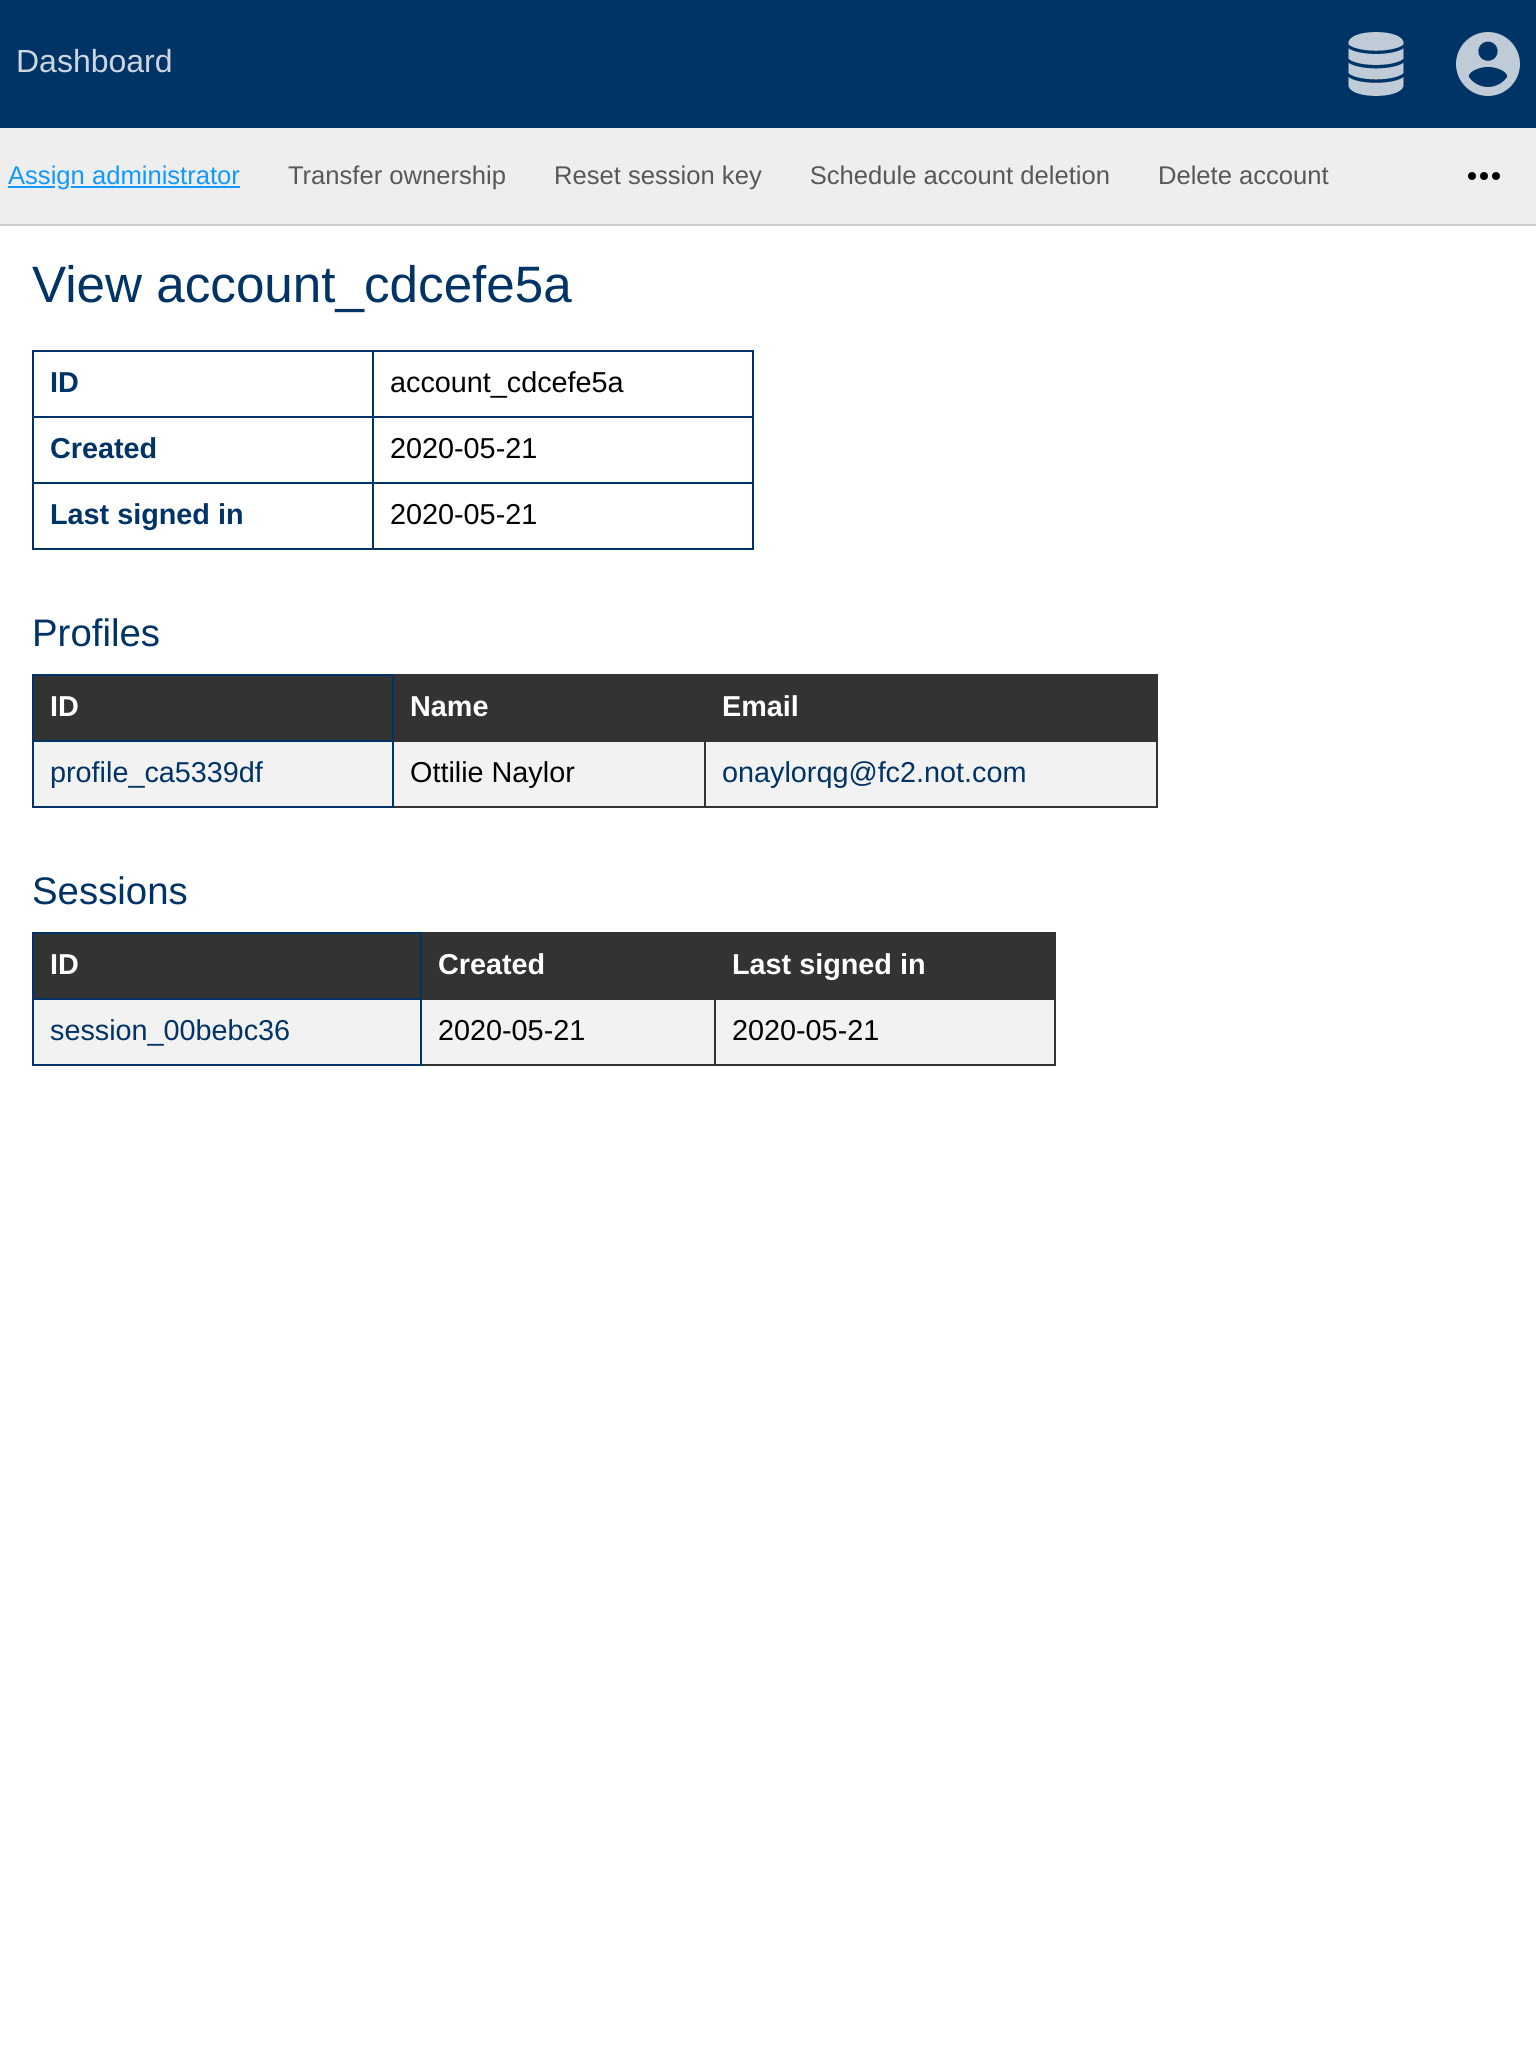 Dashboard
Assign administrator Transfer ownership Reset session key Schedule account deletion Delete account
View account_cdcefe5a
ID account_cdcefe5a
Created 2020-05-21
Last signed in 2020-05-21
Profiles
ID Name Email
profile_ca5339df Ottilie Naylor onaylorqg@fc2.not.com
Sessions
ID Created Last signed in
session_00bebc36 2020-05-21 2020-05-21